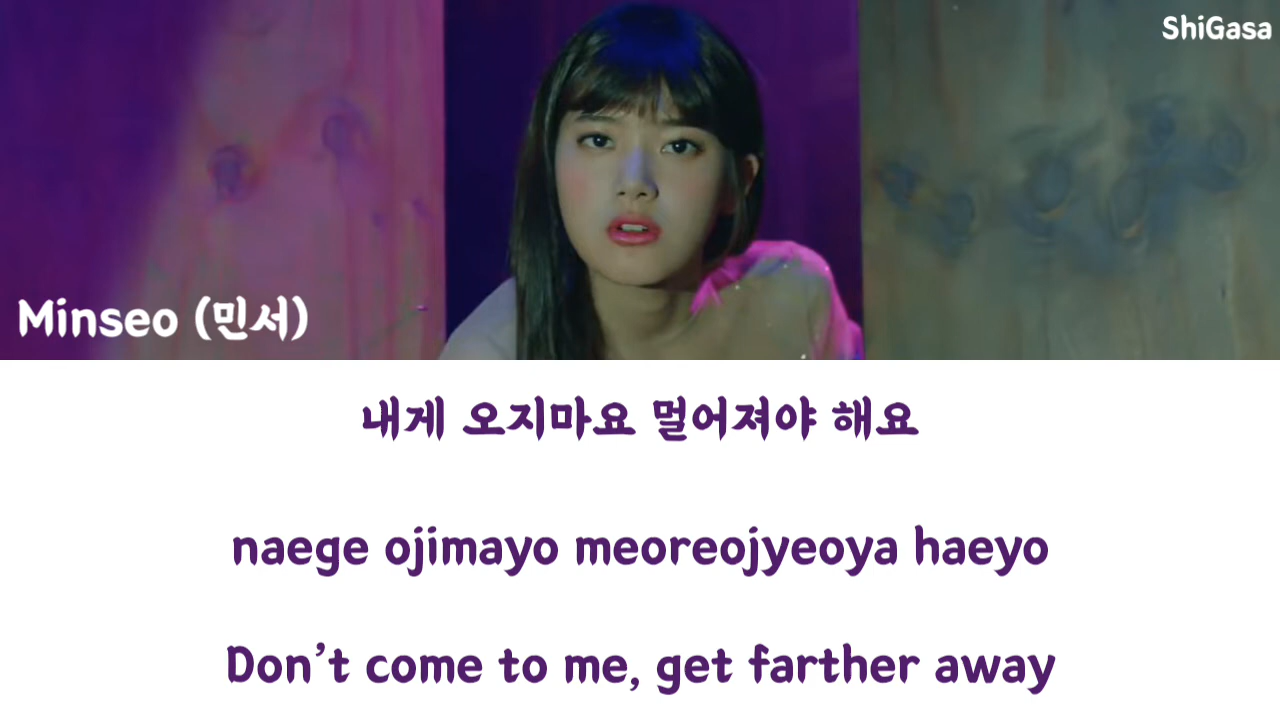 ShiGasa
Minseo (민서)
내게 오지마요 멀어져야 해요
naege ojimayo meoreojyeoya haeyo
Don’t come to me, get farther away